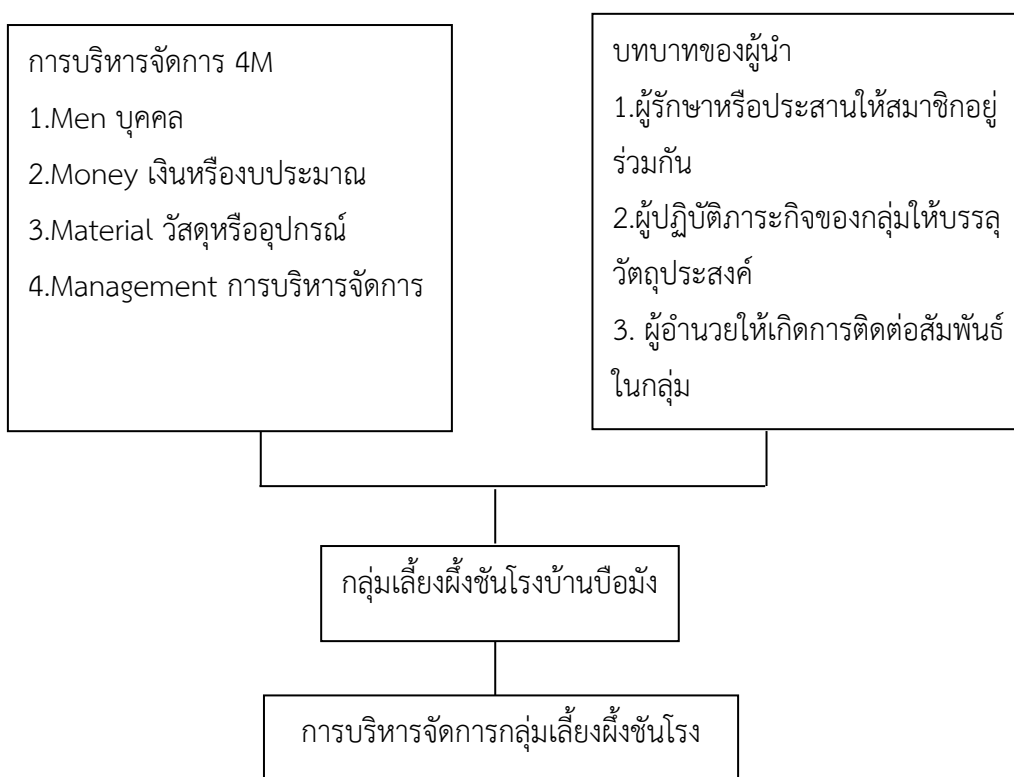 การบริหารจัดการ 4M
1.Men บุคคล
2.Money เงินหรืองบประมาณ
3.Material วัสดุหรืออุปกรณ์
4.Management การบริหารจัดการ
บทบาทของผู้นำ
1.ผู้รักษาหรือประสานให้สมาชิกอยู่
ร่วมกัน
2.ผู้ปฏิบัติภาระกิจของกลุ่มให้บรรลุ
วัตถุประสงค์
3. ผู้อำนวยให้เกิดการติดต่อสัมพันธ์
ในกลุ่ม
กลุ่มเลี้ยงผึ้งชันโรงบ้านบือมัง
การบริหารจัดการกลุ่มเลี้ยงผึ้งชันโรง